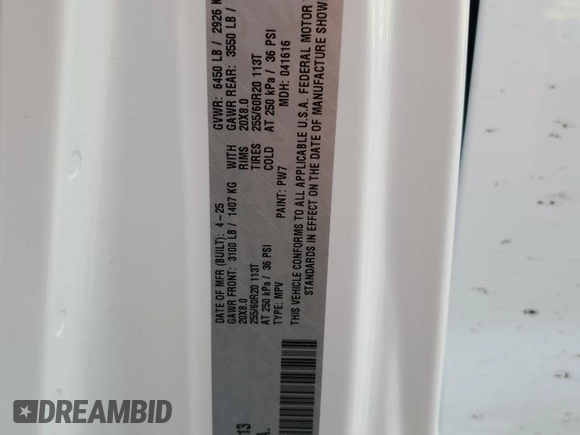 DATE OF MFR (BUILT): 4-25 GVWR: 6450 LB / 2926 K
GAWR FRONT: 3100 LB / 1407 KG WITH GAWR REAR: 3550 LB /
20X8.0 RIMS 20X8.0
255/60R20 113T TIRES 255/60R20 113T
AT 250 kPa / 36 PSI COLD AT 250 kPa / 36 PSI
TYPE: MPV PAINT: PW7 MDH: 041616
THIS VEHICLE CONFORMS TO ALL APPLICABLE U.S.A. FEDERAL MOTOR
STANDARDS IN EFFECT ON THE DATE OF MANUFACTURE SHOW
13
A.
DREAMBID